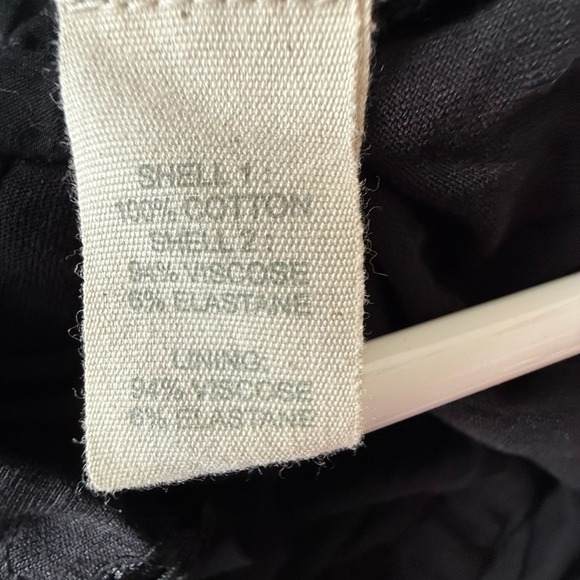 SHELL 1 :
100% COTTON
SHELL 2 :
94% VISCOSE
6% ELASTANE
LINING:
94% VISCOSE
6% ELASTANE